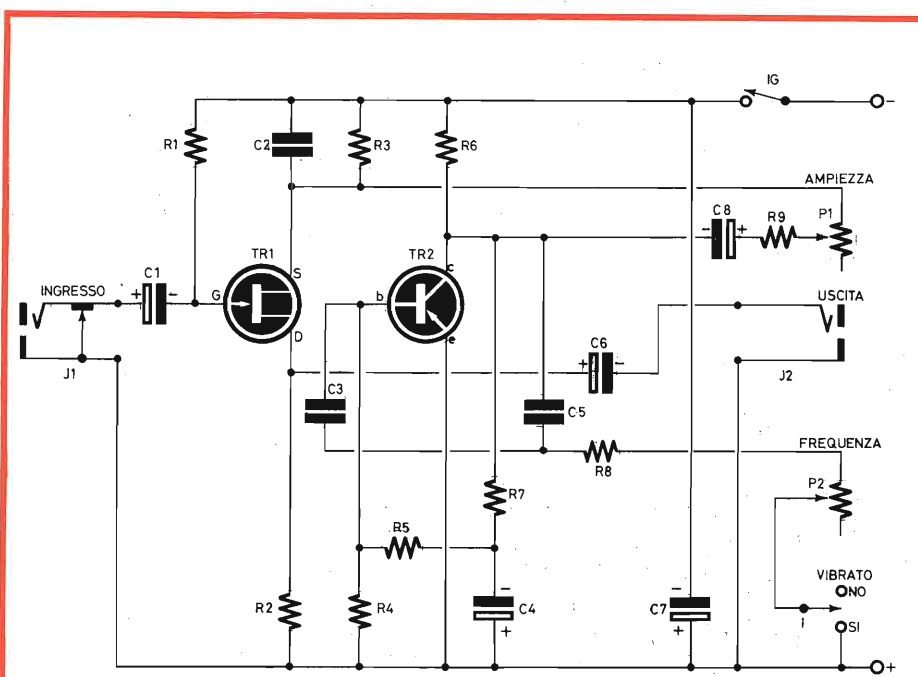 IG
−
R1
C2
R3
R6
AMPIEZZA
C8
R9
P1
− +
TR1
TR2
S
c
INGRESSO
C1
+ −
G
b
USCITA
D
e
C6
+ −
J1
J2
C3
C5
FREQUENZA
R8
P2
R7
R5
VIBRATO
NO
−
−
R2
R4
C4
C7
I
SI
+
+
+